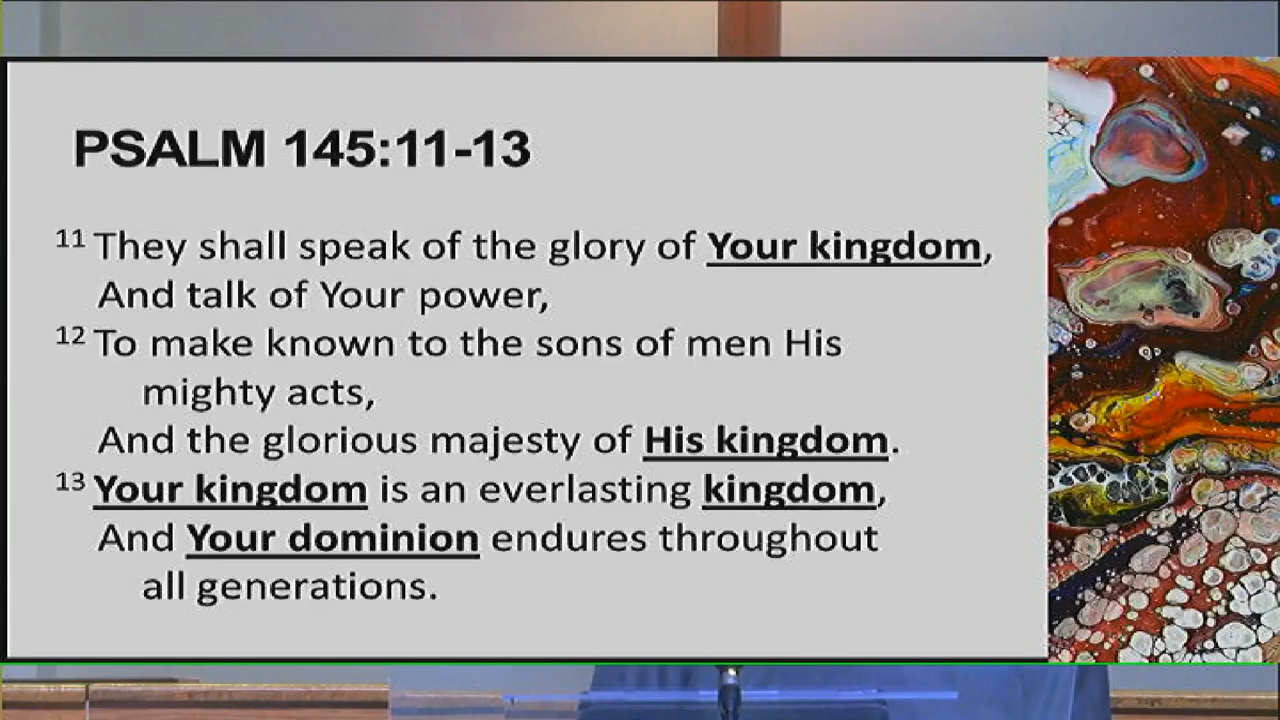 PSALM 145:11-13
11 They shall speak of the glory of Your kingdom,
And talk of Your power,
12 To make known to the sons of men His
mighty acts,
And the glorious majesty of His kingdom.
13 Your kingdom is an everlasting kingdom,
And Your dominion endures throughout
all generations.